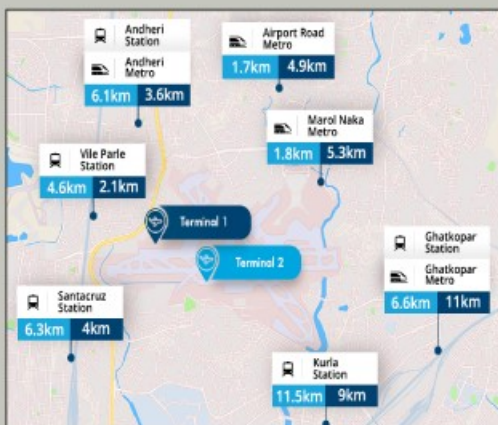 Andheri
Station
Andheri
Metro
6.1km 3.6km
Airport Road
Metro
1.7km 4.9km
Marol Naka
Metro
1.8km 5.3km
Vile Parle
Station
4.6km 2.1km
Terminal 1
Terminal 2
Ghatkopar
Station
Ghatkopar
Metro
6.6km 11km
Santacruz
Station
6.3km 4km
Kurla
Station
11.5km 9km